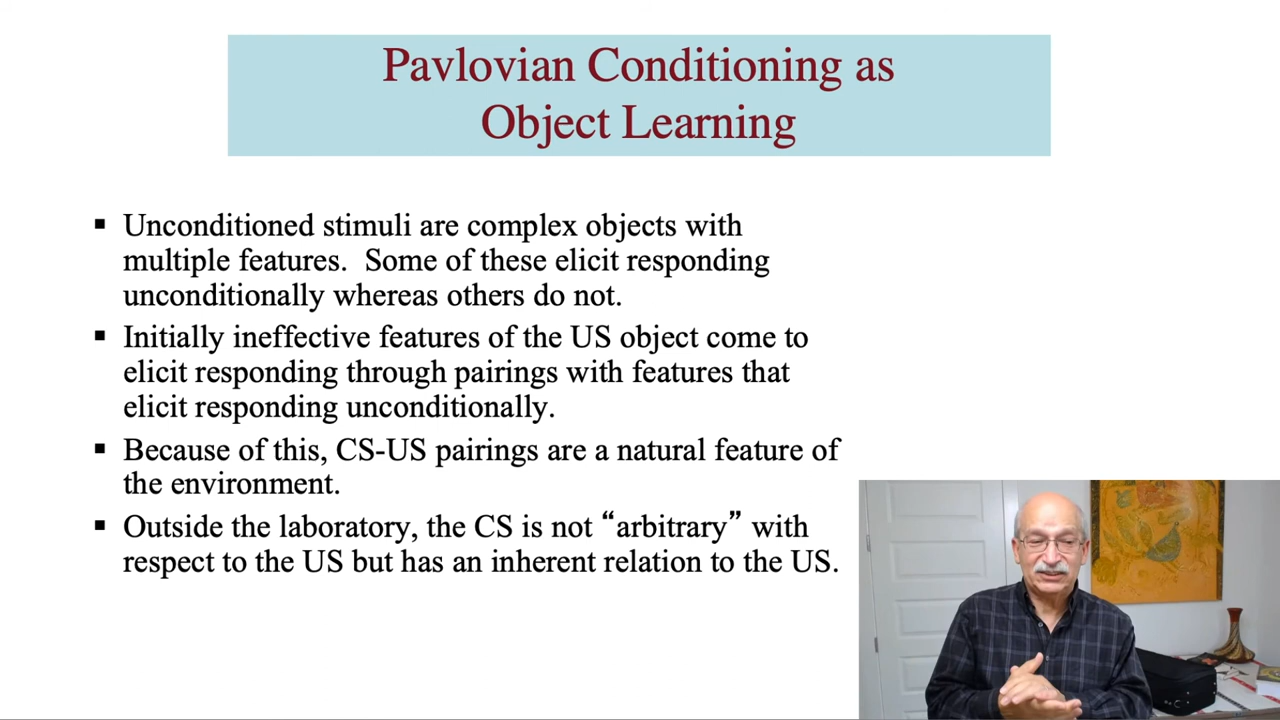 Pavlovian Conditioning as
Object Learning
▪ Unconditioned stimuli are complex objects with
multiple features.  Some of these elicit responding
unconditionally whereas others do not.
▪ Initially ineffective features of the US object come to
elicit responding through pairings with features that
elicit responding unconditionally.
▪ Because of this, CS-US pairings are a natural feature of
the environment.
▪ Outside the laboratory, the CS is not “arbitrary” with
respect to the US but has an inherent relation to the US.